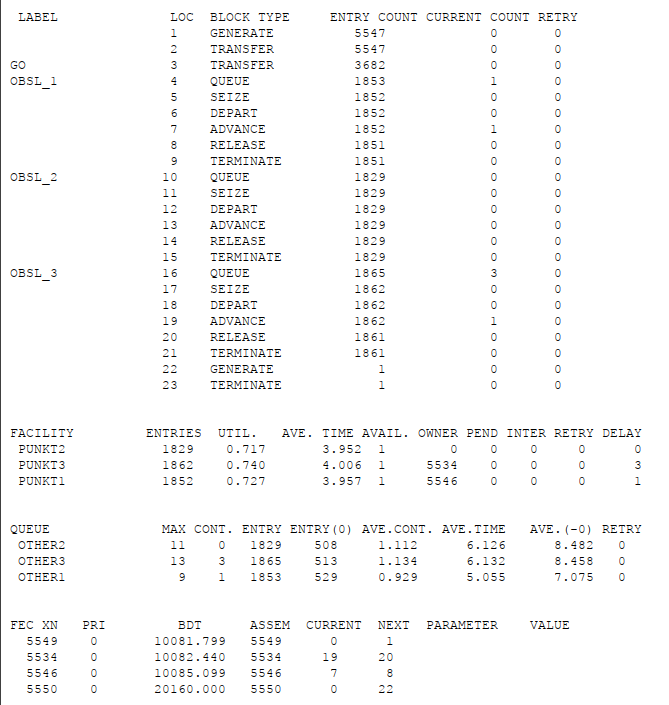 LABEL LOC BLOCK TYPE ENTRY COUNT CURRENT COUNT RETRY
1 GENERATE 5547 0 0
2 TRANSFER 5547 0 0
GO 3 TRANSFER 3682 0 0
OBSL_1 4 QUEUE 1853 1 0
5 SEIZE 1852 0 0
6 DEPART 1852 0 0
7 ADVANCE 1852 1 0
8 RELEASE 1851 0 0
9 TERMINATE 1851 0 0
OBSL_2 10 QUEUE 1829 0 0
11 SEIZE 1829 0 0
12 DEPART 1829 0 0
13 ADVANCE 1829 0 0
14 RELEASE 1829 0 0
15 TERMINATE 1829 0 0
OBSL_3 16 QUEUE 1865 3 0
17 SEIZE 1862 0 0
18 DEPART 1862 0 0
19 ADVANCE 1862 1 0
20 RELEASE 1861 0 0
21 TERMINATE 1861 0 0
22 GENERATE 1 0 0
23 TERMINATE 1 0 0
FACILITY ENTRIES UTIL. AVE. TIME AVAIL. OWNER PEND INTER RETRY DELAY
PUNKT2 1829 0.717 3.952 1 0 0 0 0 0
PUNKT3 1862 0.740 4.006 1 5534 0 0 0 3
PUNKT1 1852 0.727 3.957 1 5546 0 0 0 1
QUEUE MAX CONT. ENTRY ENTRY(0) AVE.CONT. AVE.TIME AVE.(-0) RETRY
OTHER2 11 0 1829 508 1.112 6.126 8.482 0
OTHER3 13 3 1865 513 1.134 6.132 8.458 0
OTHER1 9 1 1853 529 0.929 5.055 7.075 0
FEC XN PRI BDT ASSEM CURRENT NEXT PARAMETER VALUE
5549 0 10081.799 5549 0 1
5534 0 10082.440 5534 19 20
5546 0 10085.099 5546 7 8
5550 0 20160.000 5550 0 22